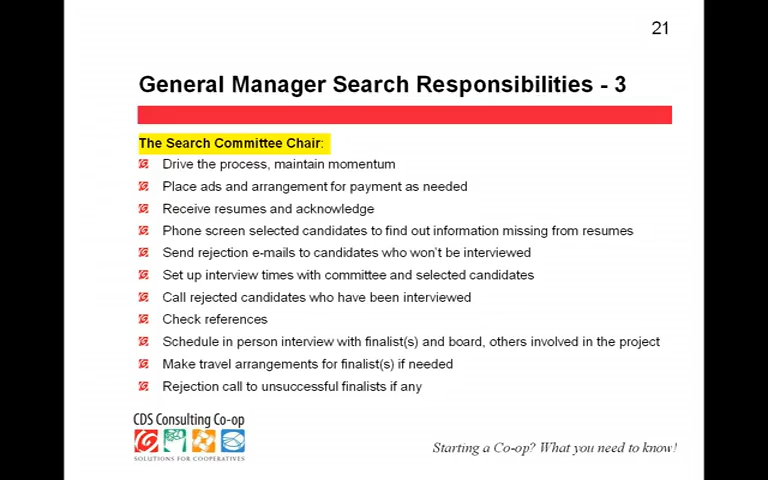 21
General Manager Search Responsibilities - 3
The Search Committee Chair:
Drive the process, maintain momentum
Place ads and arrangement for payment as needed
Receive resumes and acknowledge
Phone screen selected candidates to find out information missing from resumes
Send rejection e-mails to candidates who won't be interviewed
Set up interview times with committee and selected candidates
Call rejected candidates who have been interviewed
Check references
Schedule in person interview with finalist(s) and board, others involved in the project
Make travel arrangements for finalist(s) if needed
Rejection call to unsuccessful finalists if any
CDS Consulting Co-op
SOLUTIONS FOR COOPERATIVES
Starting a Co-op? What you need to know!